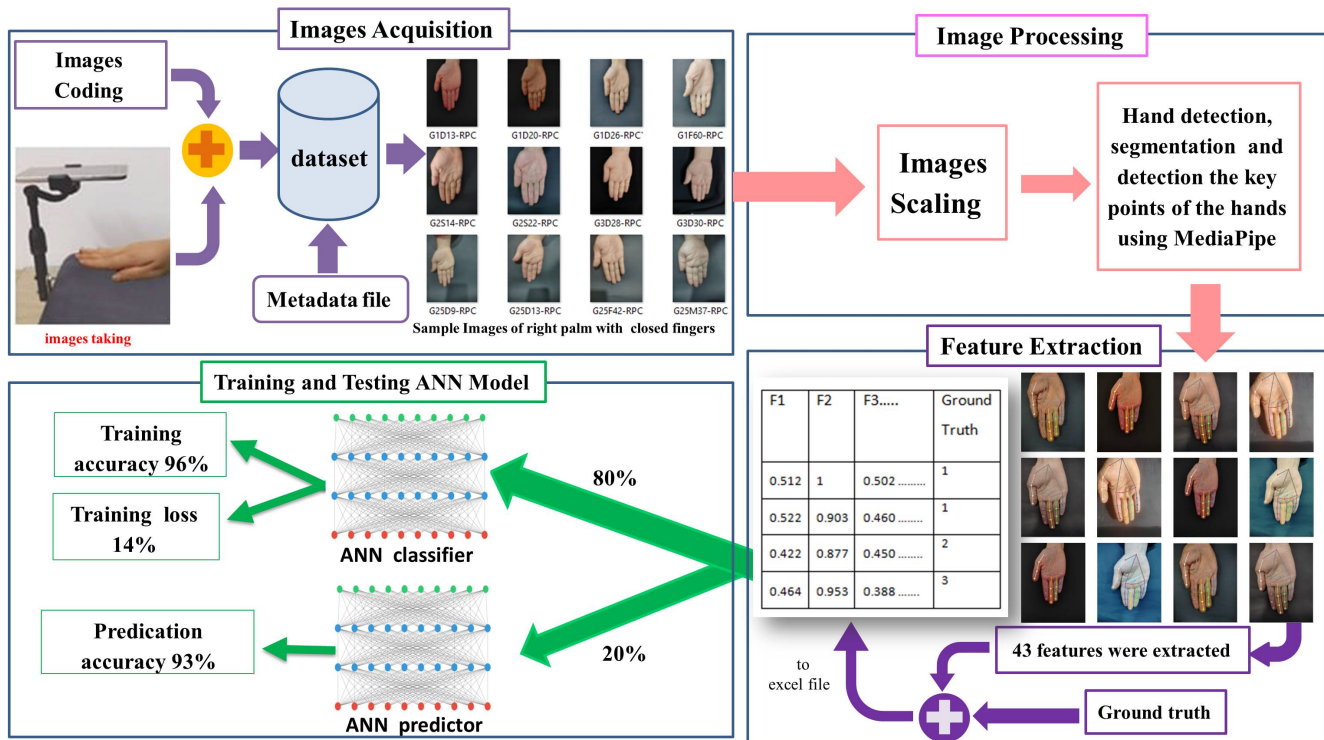 Images Acquisition
Images
Coding
dataset
Metadata file
images taking
G1D13-RPC
G1D20-RPC
G1D26-RPC`
G1F60-RPC
G2S14-RPC
G2S22-RPC
G3D28-RPC
G3D30-RPC
G25D9-RPC
G25D13-RPC
G25F42-RPC
G25M37-RPC
Sample Images of right palm with closed fingers
Image Processing
Images
Scaling
Hand detection,
segmentation and
detection the key
points of the hands
using MediaPipe
Feature Extraction
F1 F2 F3..... Ground
Truth
0.512 1 0.502 ......... 1
0.522 0.903 0.460 ........ 1
0.422 0.877 0.450 ........ 2
0.464 0.953 0.388 ....... 3
43 features were extracted
to
excel file
Ground truth
Training and Testing ANN Model
Training
accuracy 96%
Training loss
14%
ANN classifier
80%
Predication
accuracy 93%
20%
ANN predictor